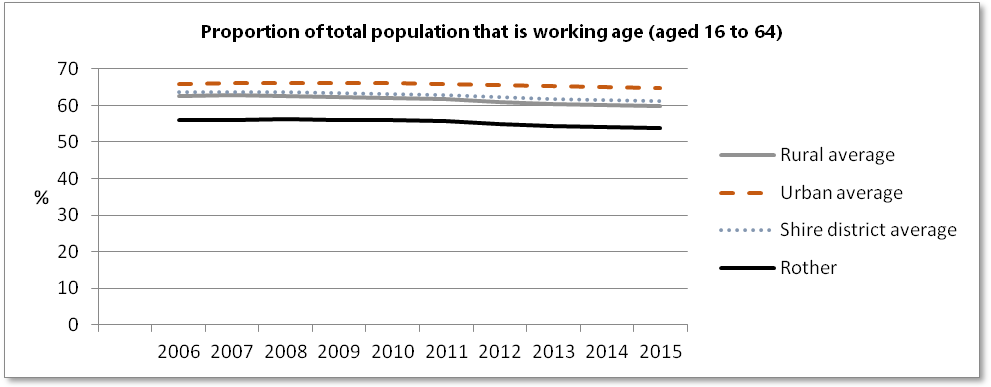 Proportion of total population that is working age (aged 16 to 64)
70
60
50
40
30
20
10
0
%
2006 2007 2008 2009 2010 2011 2012 2013 2014 2015
Rural average
Urban average
Shire district average
Rother